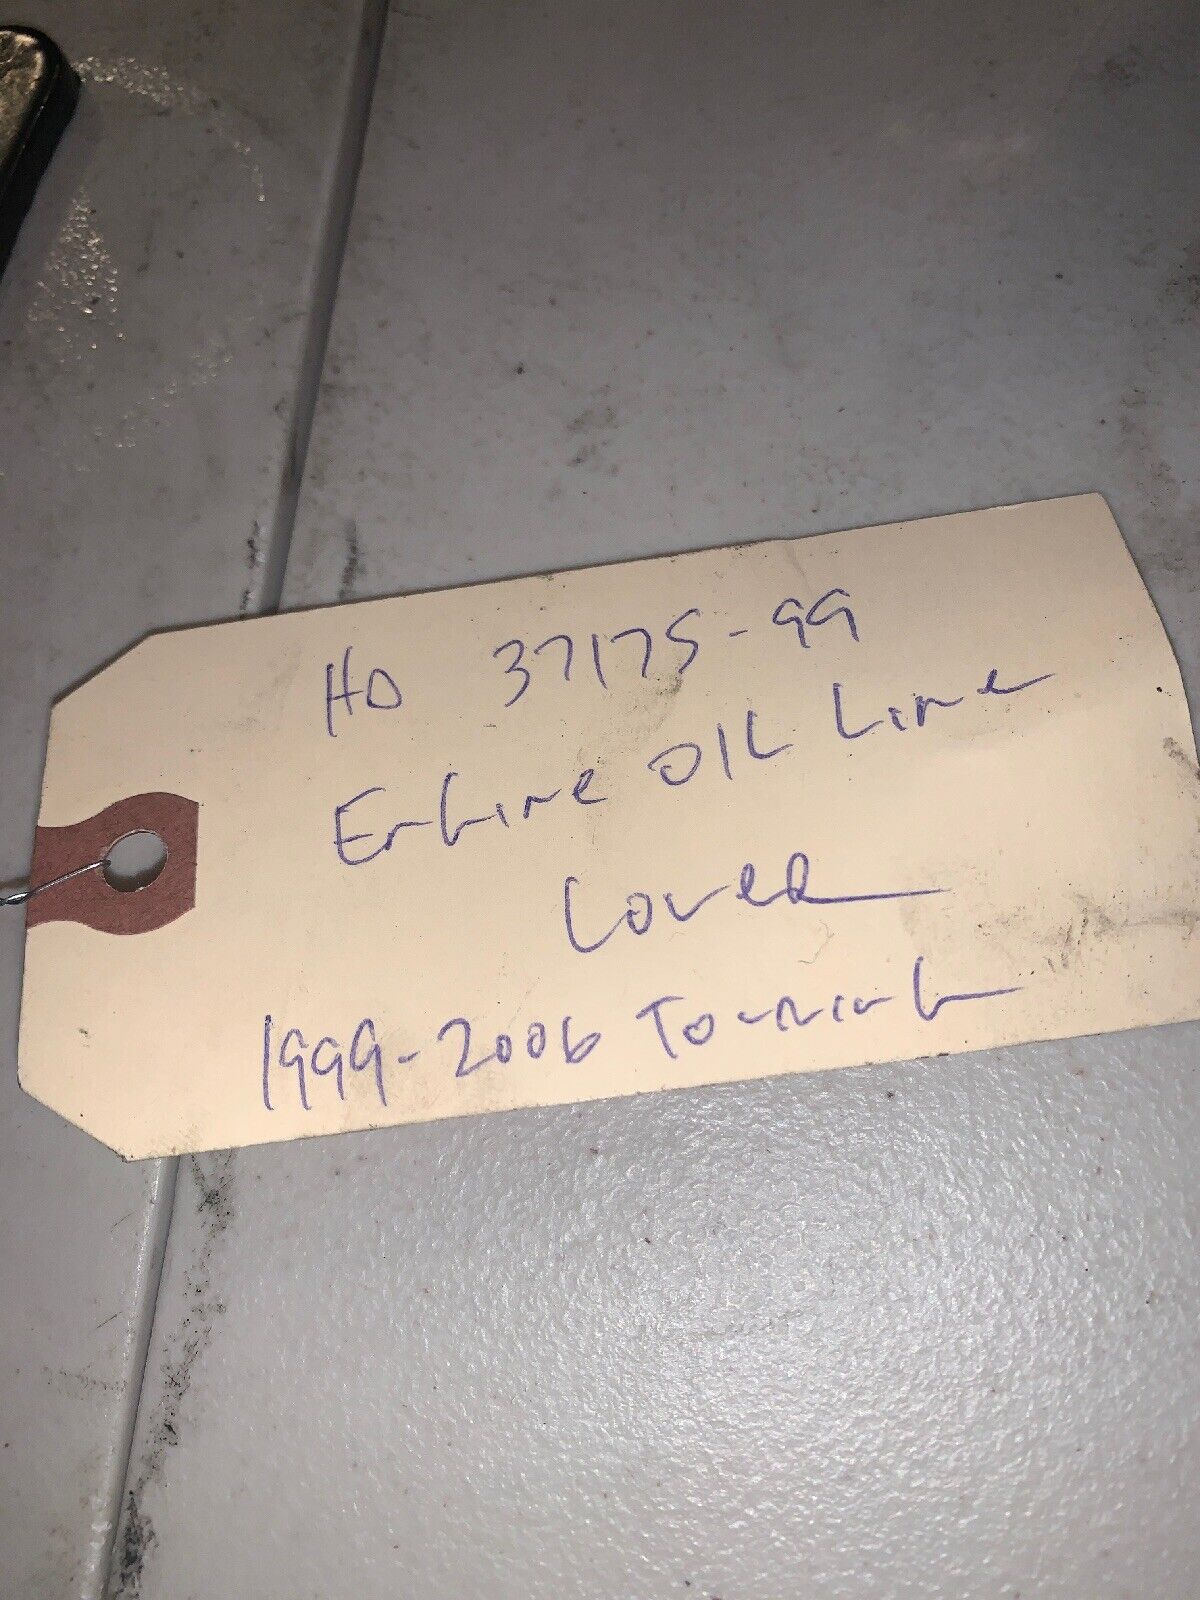 HD 37175-99
Engine OIL Line
Cover
1999-2006 Touring